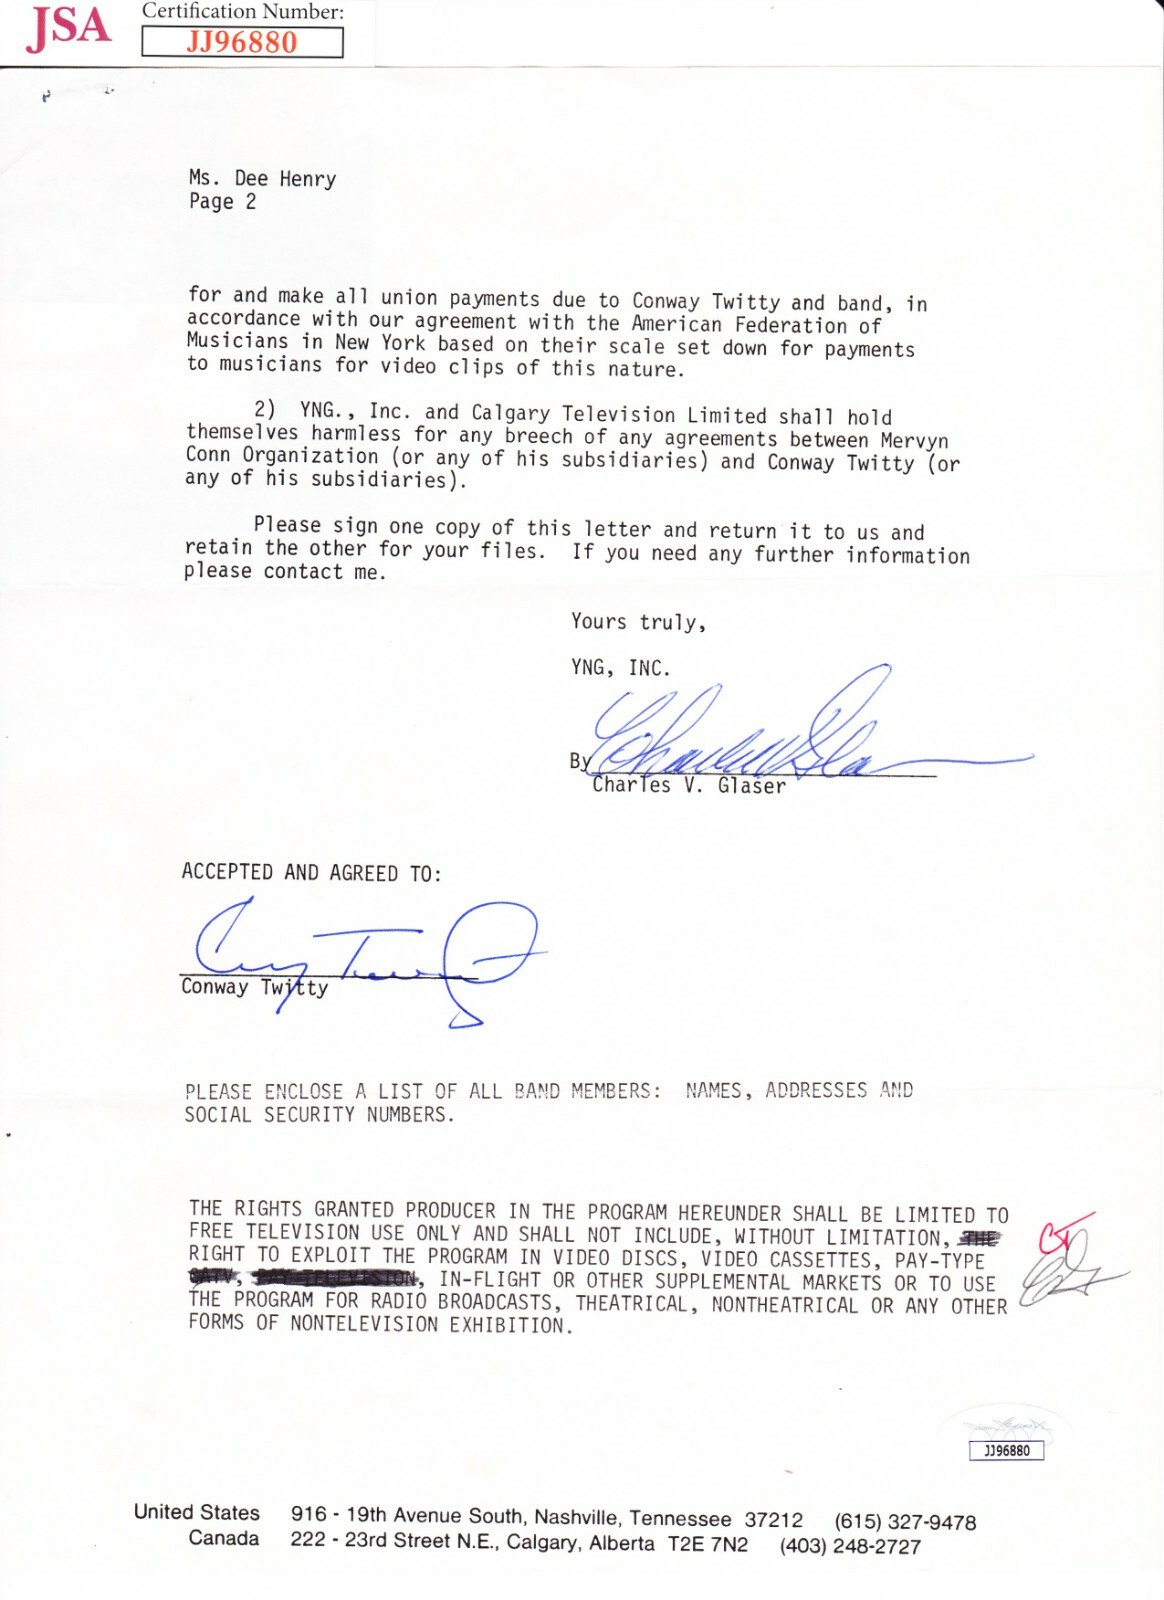 JSA
Certification Number:
JJ96880
Ms. Dee Henry
Page 2
for and make all union payments due to Conway Twitty and band, in
accordance with our agreement with the American Federation of
Musicians in New York based on their scale set down for payments
to musicians for video clips of this nature.
2) YNG., Inc. and Calgary Television Limited shall hold
themselves harmless for any breech of any agreements between Mervyn
Conn Organization (or any of his subsidiaries) and Conway Twitty (or
any of his subsidiaries).
Please sign one copy of this letter and return it to us and
retain the other for your files. If you need any further information
please contact me.
Yours truly,
YNG, INC.
By Charles V. Glaser
Charles V. Glaser
ACCEPTED AND AGREED TO:
Conway Twitty
Conway Twitty
PLEASE ENCLOSE A LIST OF ALL BAND MEMBERS: NAMES, ADDRESSES AND
SOCIAL SECURITY NUMBERS.
THE RIGHTS GRANTED PRODUCER IN THE PROGRAM HEREUNDER SHALL BE LIMITED TO
FREE TELEVISION USE ONLY AND SHALL NOT INCLUDE, WITHOUT LIMITATION, THE
RIGHT TO EXPLOIT THE PROGRAM IN VIDEO DISCS, VIDEO CASSETTES, PAY-TYPE
CATV, PAY TELEVISION, IN-FLIGHT OR OTHER SUPPLEMENTAL MARKETS OR TO USE
THE PROGRAM FOR RADIO BROADCASTS, THEATRICAL, NONTHEATRICAL OR ANY OTHER
FORMS OF NONTELEVISION EXHIBITION.
CT
JJ96880
United States 916 - 19th Avenue South, Nashville, Tennessee 37212 (615) 327-9478
Canada 222 - 23rd Street N.E., Calgary, Alberta T2E 7N2 (403) 248-2727